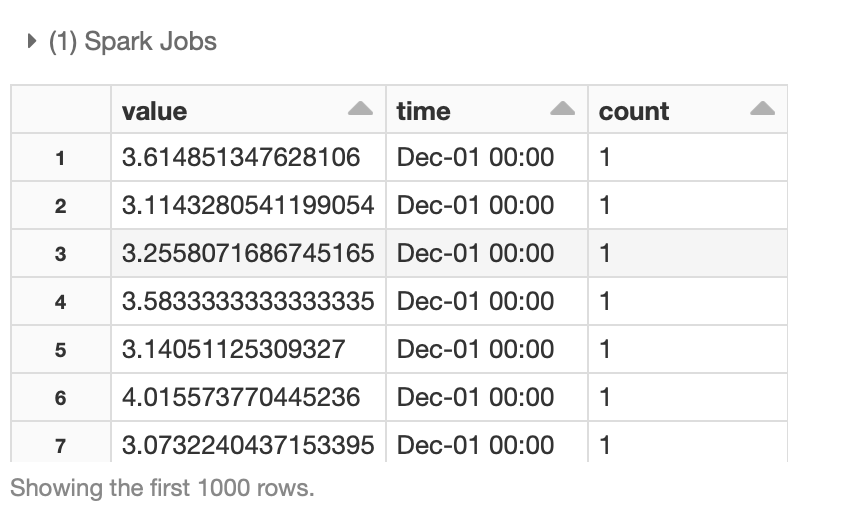 (1) Spark Jobs
value time count
1 3.614851347628106 Dec-01 00:00 1
2 3.1143280541199054 Dec-01 00:00 1
3 3.2558071686745165 Dec-01 00:00 1
4 3.5833333333333335 Dec-01 00:00 1
5 3.14051125309327 Dec-01 00:00 1
6 4.015573770445236 Dec-01 00:00 1
7 3.0732240437153395 Dec-01 00:00 1
Showing the first 1000 rows.